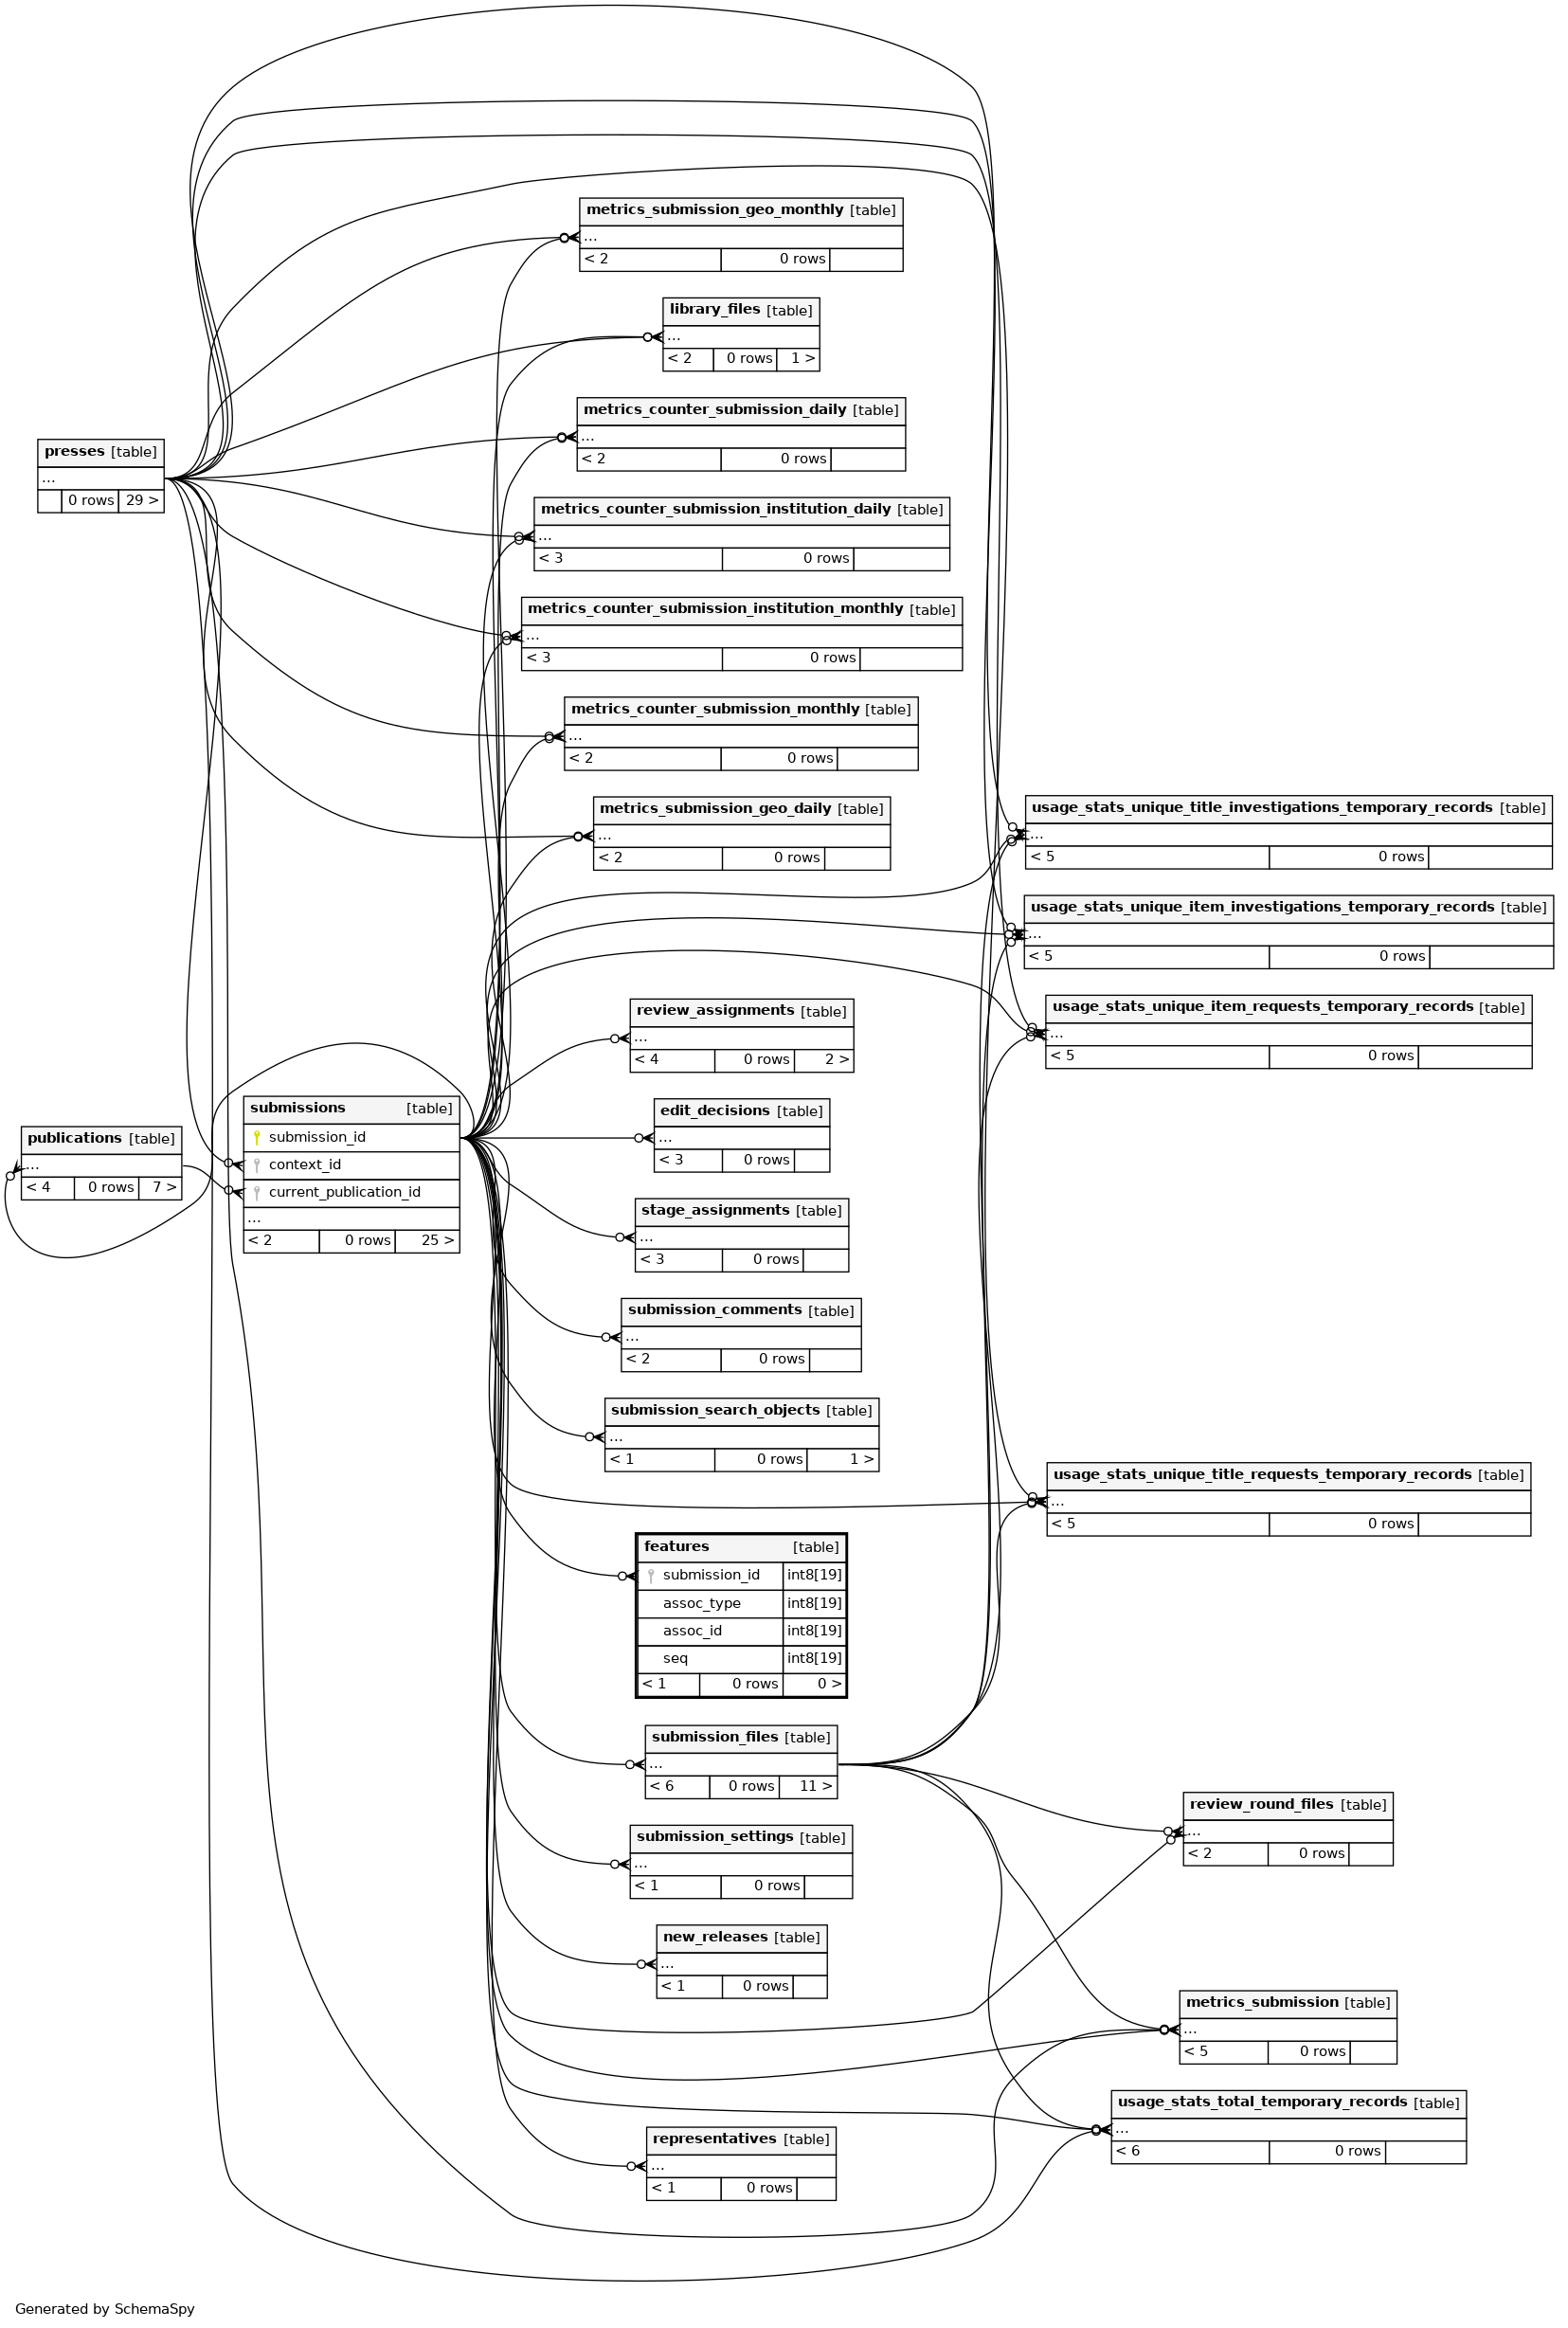 metrics_submission_geo_monthly [table]
...
< 2 0 rows
library_files [table]
...
< 2 0 rows 1 >
metrics_counter_submission_daily [table]
...
< 2 0 rows
presses [table]
...
0 rows 29 >
metrics_counter_submission_institution_daily [table]
...
< 3 0 rows
metrics_counter_submission_institution_monthly [table]
...
< 3 0 rows
metrics_counter_submission_monthly [table]
...
< 2 0 rows
metrics_submission_geo_daily [table]
...
< 2 0 rows
usage_stats_unique_title_investigations_temporary_records [table]
...
< 5 0 rows
usage_stats_unique_item_investigations_temporary_records [table]
...
< 5 0 rows
usage_stats_unique_item_requests_temporary_records [table]
...
< 5 0 rows
review_assignments [table]
...
< 4 0 rows 2 >
edit_decisions [table]
...
< 3 0 rows
publications [table]
...
< 4 0 rows 7 >
submissions [table]
submission_id
context_id
current_publication_id
...
< 2 0 rows 25 >
stage_assignments [table]
...
< 3 0 rows
submission_comments [table]
...
< 2 0 rows
submission_search_objects [table]
...
< 1 0 rows 1 >
usage_stats_unique_title_requests_temporary_records [table]
...
< 5 0 rows
features [table]
submission_id int8[19]
assoc_type int8[19]
assoc_id int8[19]
seq int8[19]
< 1 0 rows 0 >
submission_files [table]
...
< 6 0 rows 11 >
review_round_files [table]
...
< 2 0 rows
submission_settings [table]
...
< 1 0 rows
new_releases [table]
...
< 1 0 rows
metrics_submission [table]
...
< 5 0 rows
usage_stats_total_temporary_records [table]
...
< 6 0 rows
representatives [table]
...
< 1 0 rows
Generated by SchemaSpy